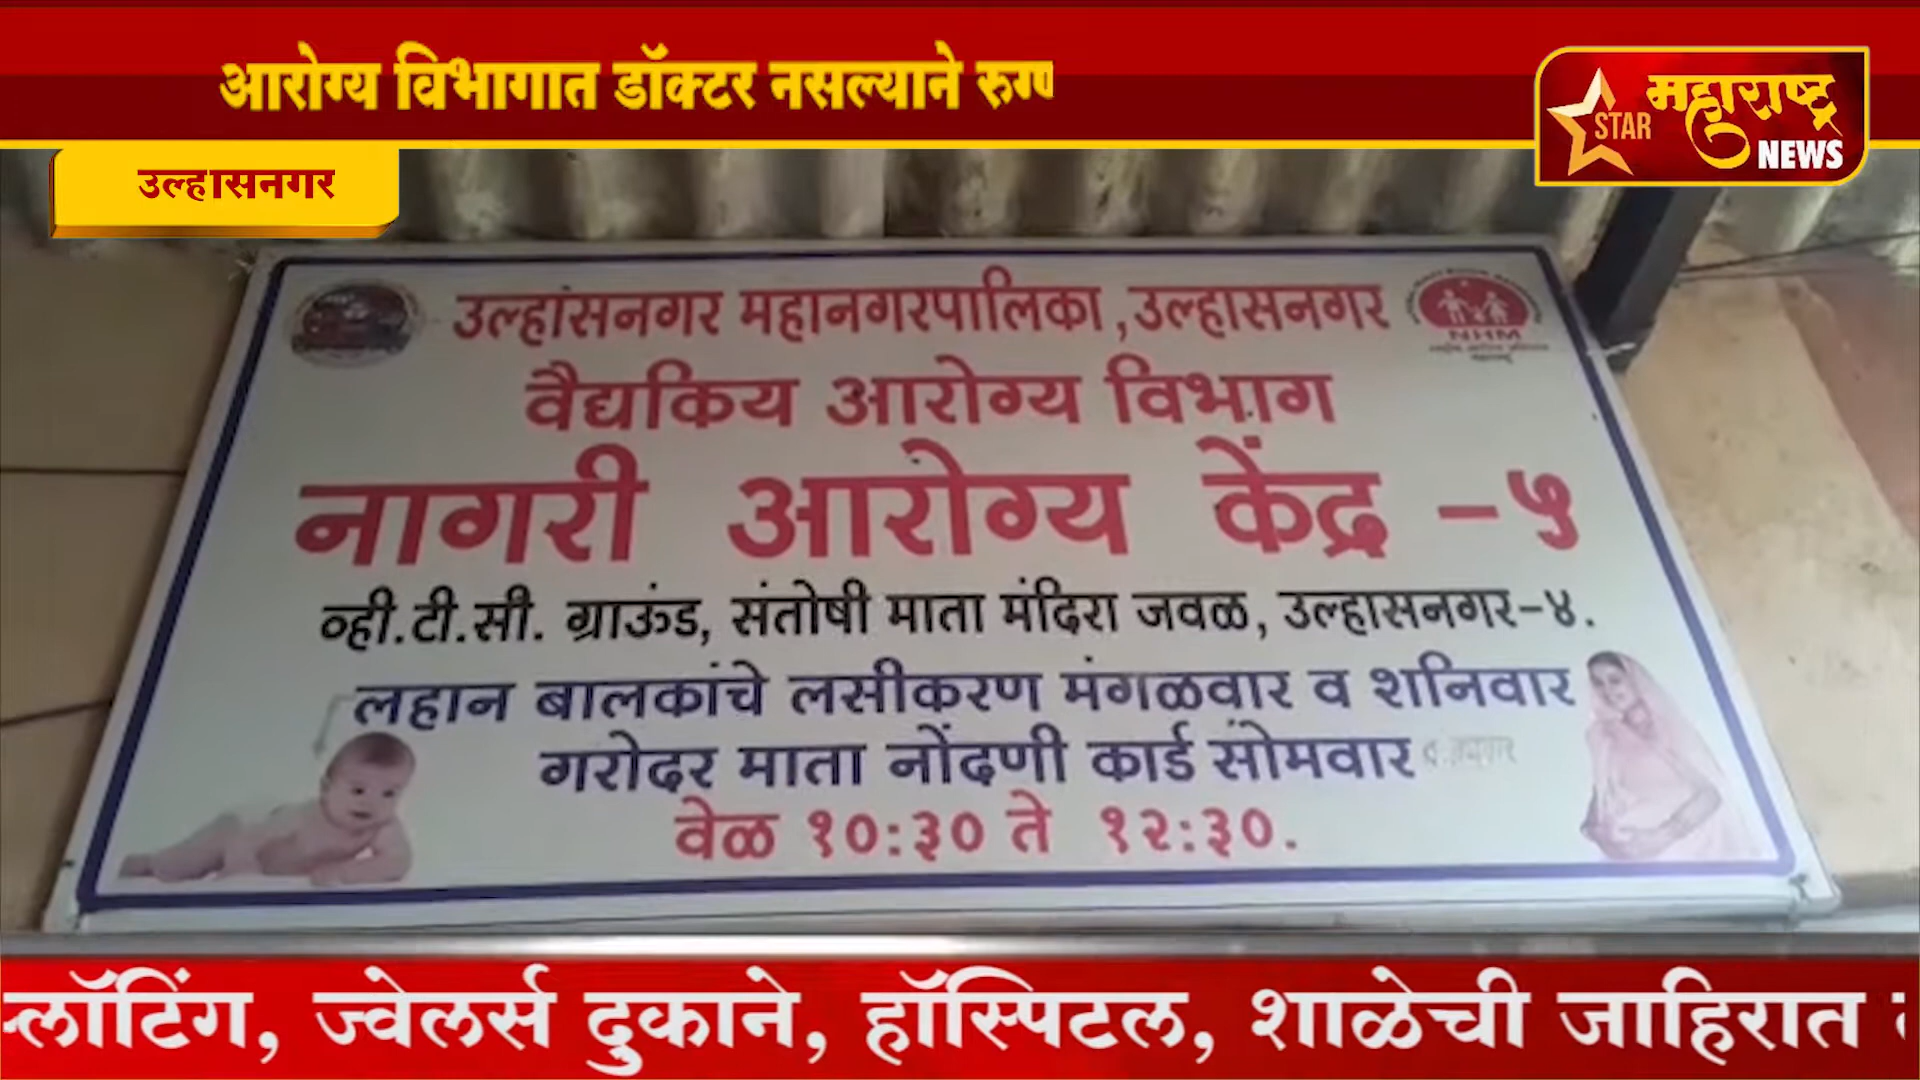 आरोग्य विभागात डॉक्टर नसल्याने
STAR महाराष्ट्र NEWS
उल्हासनगर
उल्हांसनगर महानगरपालिका, उल्हासनगर
NHM
वैद्यकिय आरोग्य विभाग
नागरी आरोग्य केंद्र -५
व्ही.टी.सी. ग्राऊंड, संतोषी माता मंदिरा जवळ, उल्हासनगर-४.
लहान बालकांचे लसीकरण मंगळवार व शनिवार
गरोदर माता नोंदणी कार्ड सोमवार
वेळ १०:३० ते १२:३०.
ज्वेलर्स दुकाने, हॉस्पिटल, शाळेची जाहिरात